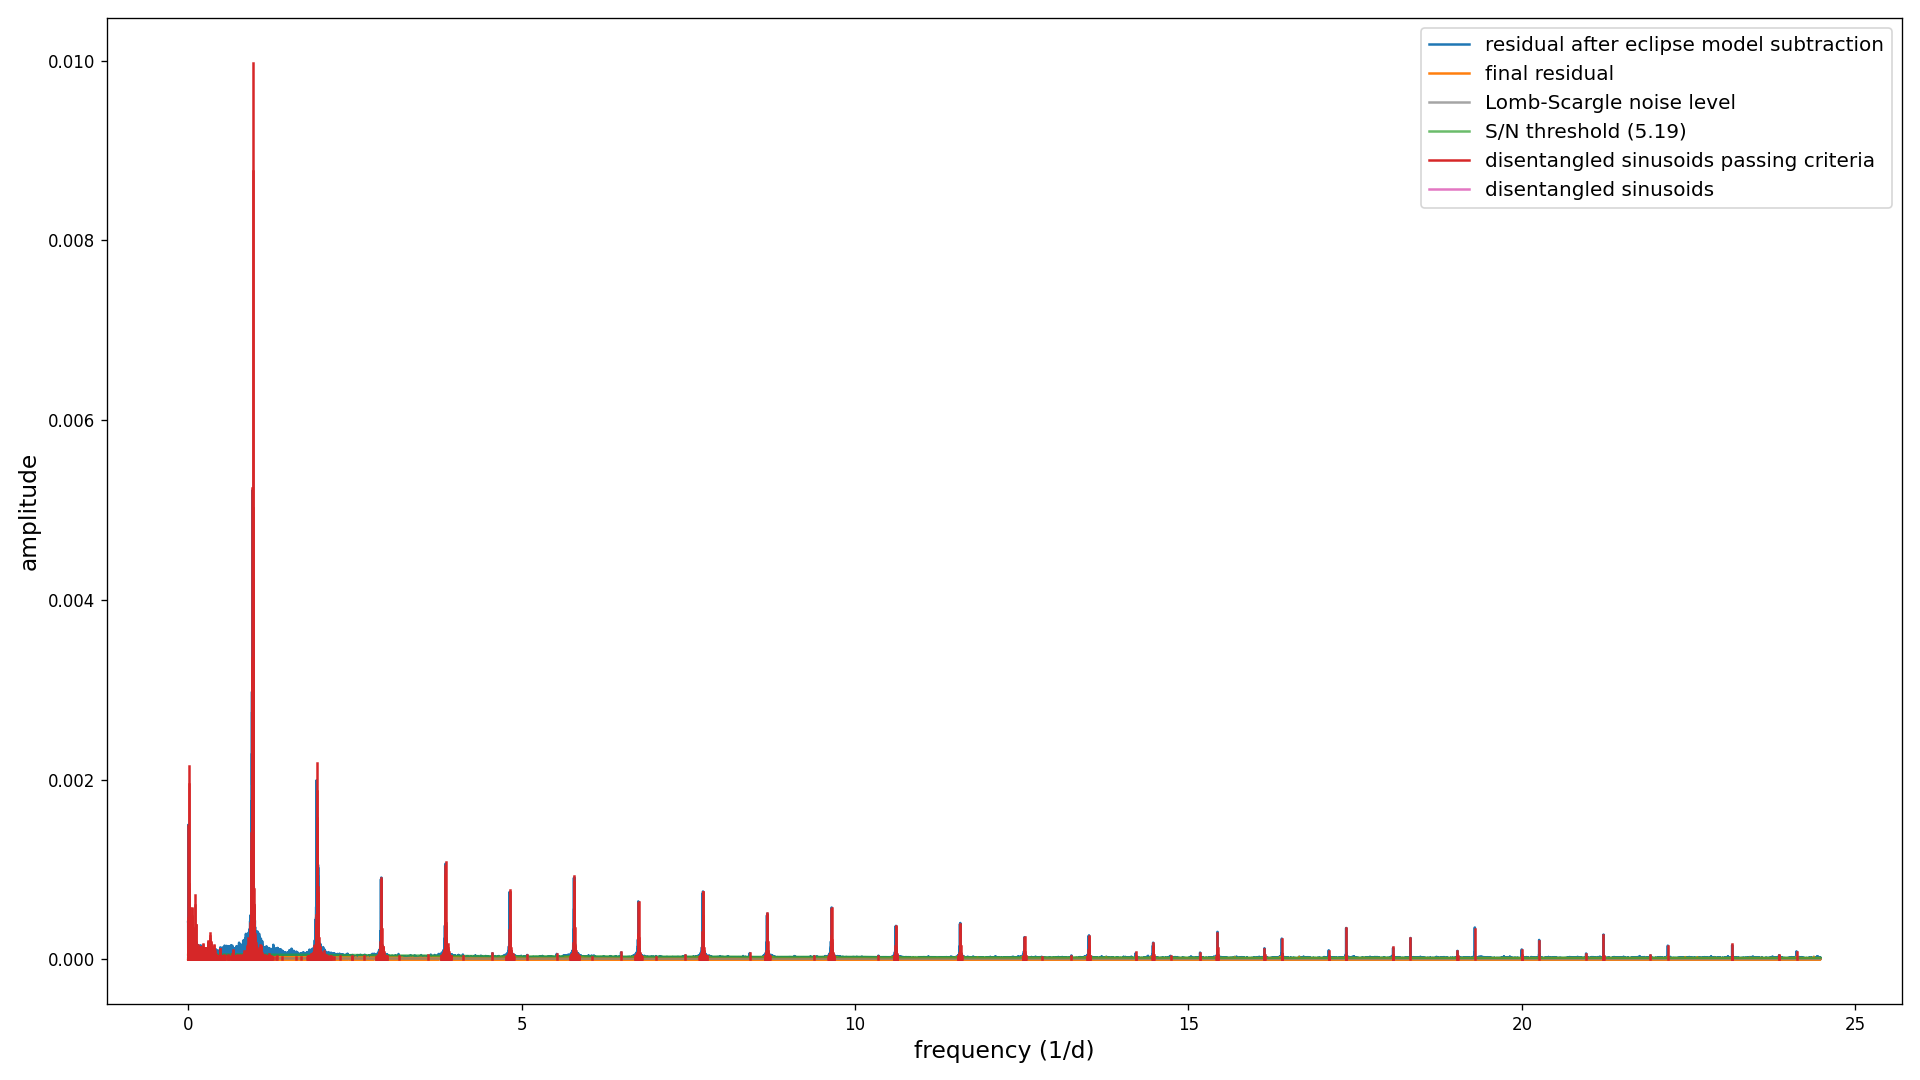 residual after eclipse model subtraction
final residual
Lomb-Scargle noise level
S/N threshold (5.19)
disentangled sinusoids passing criteria
disentangled sinusoids
0.010
0.008
0.006
0.004
0.002
0.000
amplitude
0 5 10 15 20 25
frequency (1/d)